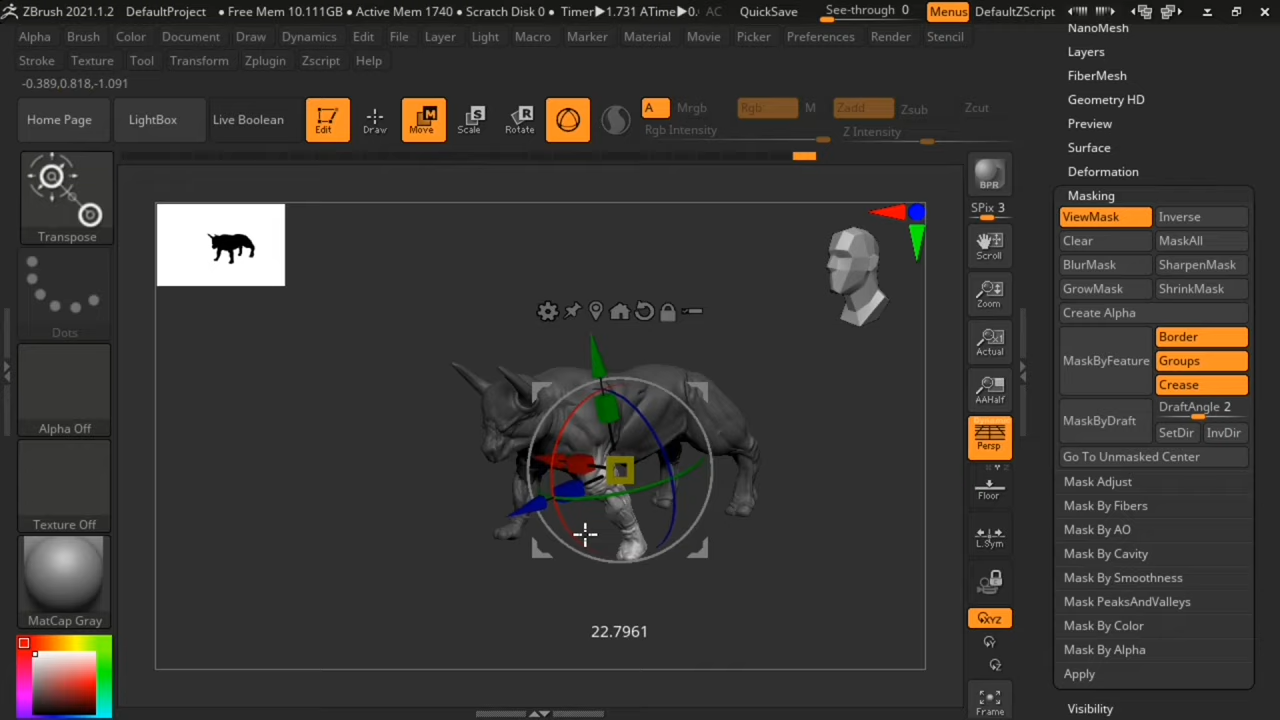 ZBrush 2021.1.2 DefaultProject ● Free Mem 10.111GB ● Active Mem 1740 ● Scratch Disk 0 ● Timer▶1.731 ATime▶0. AC QuickSave See-through 0 Menus DefaultZScript
Alpha Brush Color Document Draw Dynamics Edit File Layer Light Macro Marker Material Movie Picker Preferences Render Stencil
Stroke Texture Tool Transform Zplugin Zscript Help
-0.389,0.818,-1.091
Home Page LightBox Live Boolean Edit Draw Move Scale Rotate A Mrgb Rgb M Zadd Zsub Zcut
Rgb Intensity Z Intensity
Transpose
Dots
Alpha Off
Texture Off
MatCap Gray
22.7961
BPR
SPix 3
Scroll
Zoom
Actual
AAHalf
Dynamic
Persp
Floor
L.Sym
XYZ
Y
Z
Frame
NanoMesh
Layers
FiberMesh
Geometry HD
Preview
Surface
Deformation
Masking
ViewMask Inverse
Clear MaskAll
BlurMask SharpenMask
GrowMask ShrinkMask
Create Alpha
MaskByFeature Border
Groups
Crease
MaskByDraft DraftAngle 2
SetDir InvDir
Go To Unmasked Center
Mask Adjust
Mask By Fibers
Mask By AO
Mask By Cavity
Mask By Smoothness
Mask PeaksAndValleys
Mask By Color
Mask By Alpha
Apply
Visibility